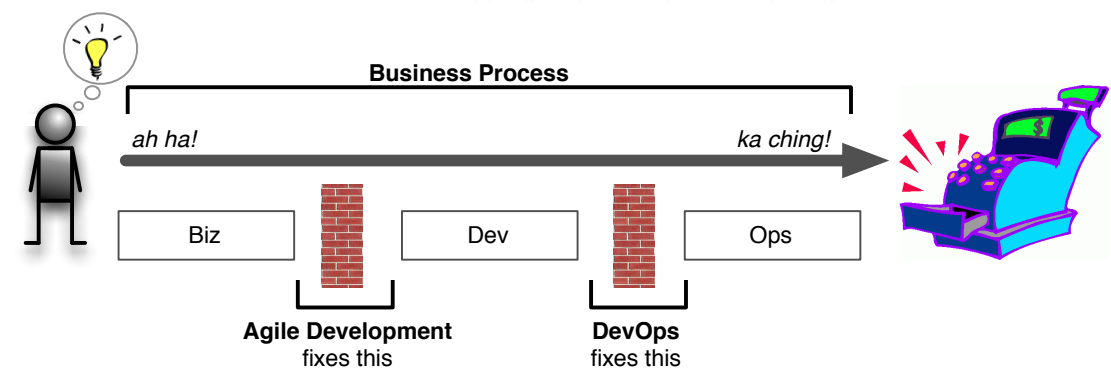 Business Process
ah ha!
ka ching!
$
Biz
Dev
Ops
Agile Development
fixes this
DevOps
fixes this